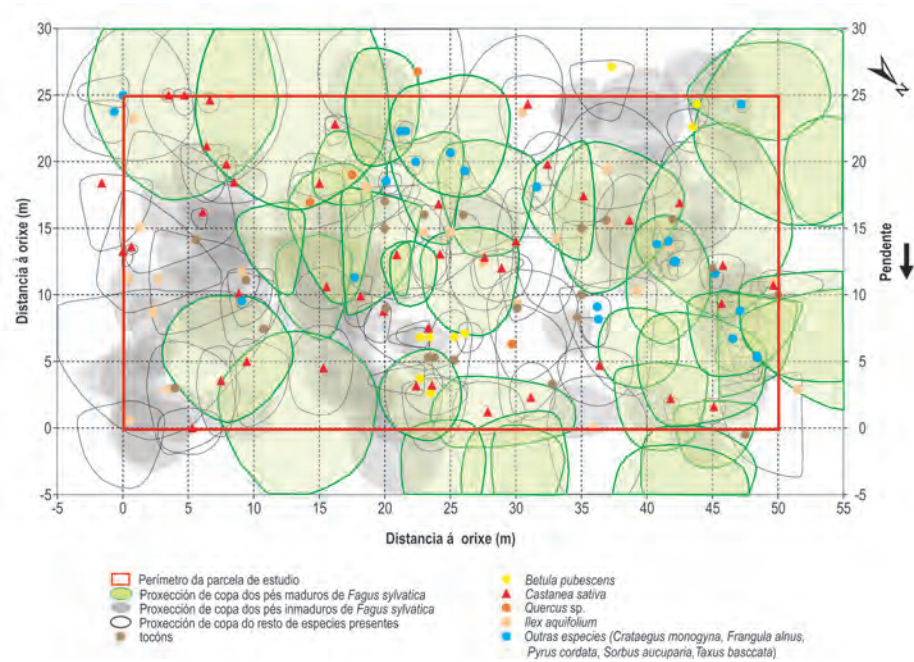 30
25
20
15
10
5
0
-5
30
25
20
15
10
5
0
-5
Distancia á orixe (m)
N
Pendente
-5 0 5 10 15 20 25 30 35 40 45 50 55
Distancia á orixe (m)
Perímetro da parcela de estudio
Proxección de copa dos pés maduros de Fagus sylvatica
Proxección de copa dos pés inmaduros de Fagus sylvatica
Proxección de copa do resto de especies presentes
tocóns
Betula pubescens
Castanea sativa
Quercus sp.
Ilex aquifolium
Outras especies (Crataegus monogyna, Frangula alnus,
Pyrus cordata, Sorbus aucuparia, Taxus basccata)